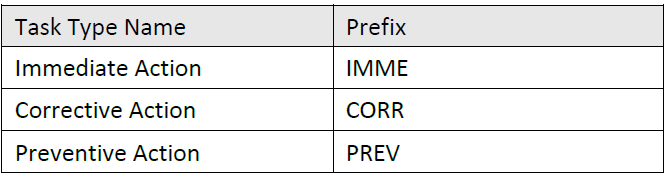 Task Type Name Prefix
Immediate Action IMME
Corrective Action CORR
Preventive Action PREV